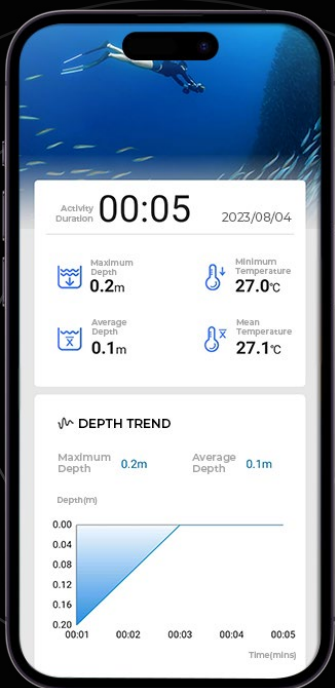 Activity
Duration
00:05
2023/08/04
Maximum
Depth
0.2m
Minimum
Temperature
27.0°C
Average
Depth
0.1m
X
Mean
Temperature
27.1°C
DEPTH TREND
Maximum
Depth
0.2m
Average
Depth
0.1m
Depth(m)
0.00
0.04
0.08
0.12
0.16
0.20
00:01 00:02 00:03 00:04 00:05
Time(mins)